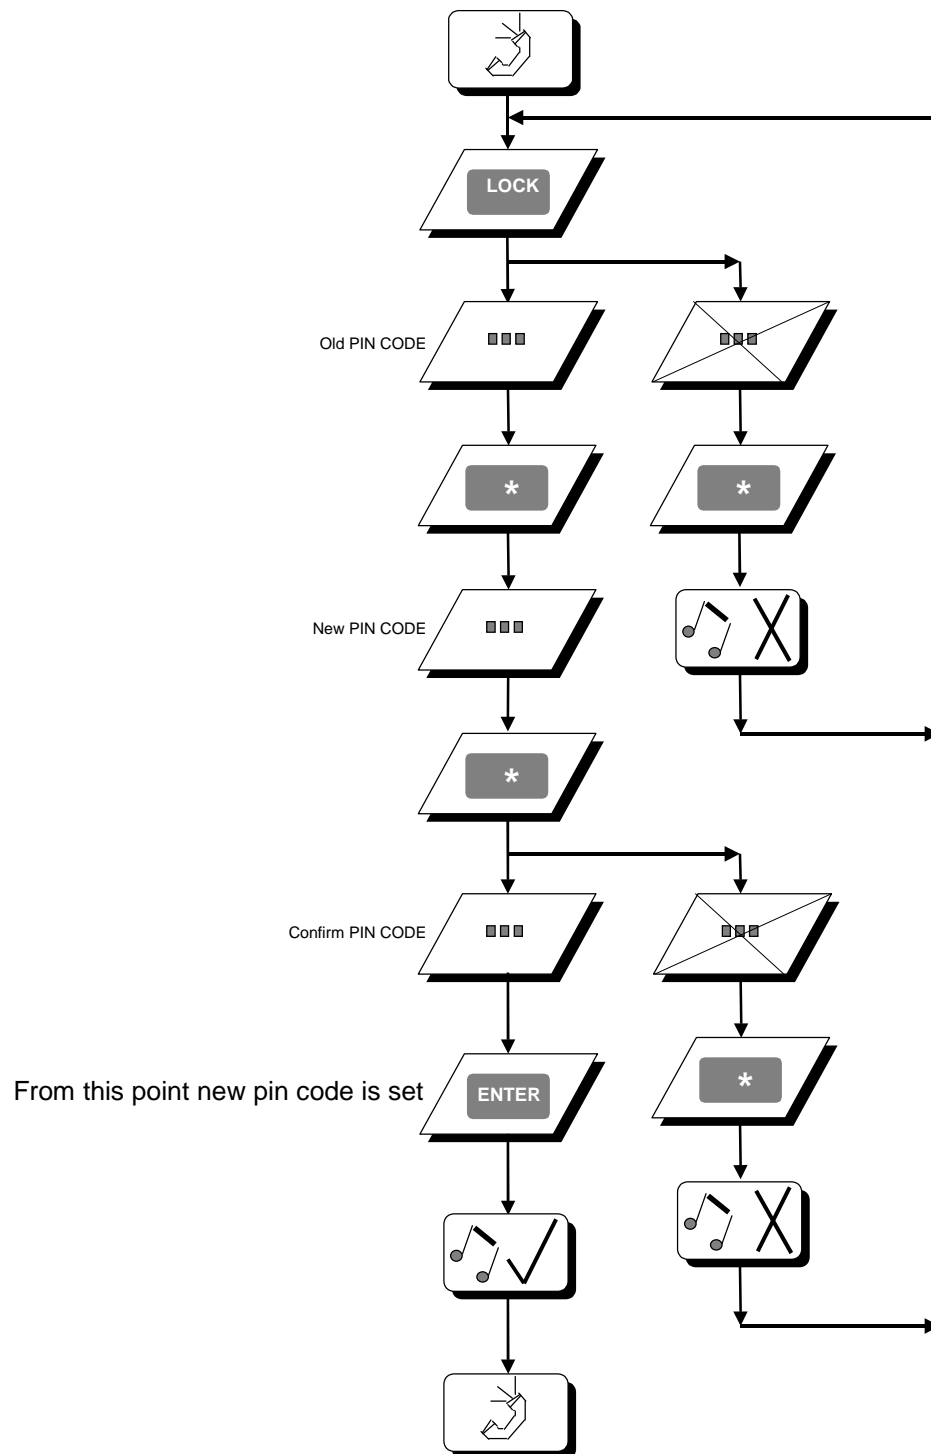 LOCK
Old PIN CODE
*
*
New PIN CODE
*
Confirm PIN CODE
*
From this point new pin code is set
ENTER